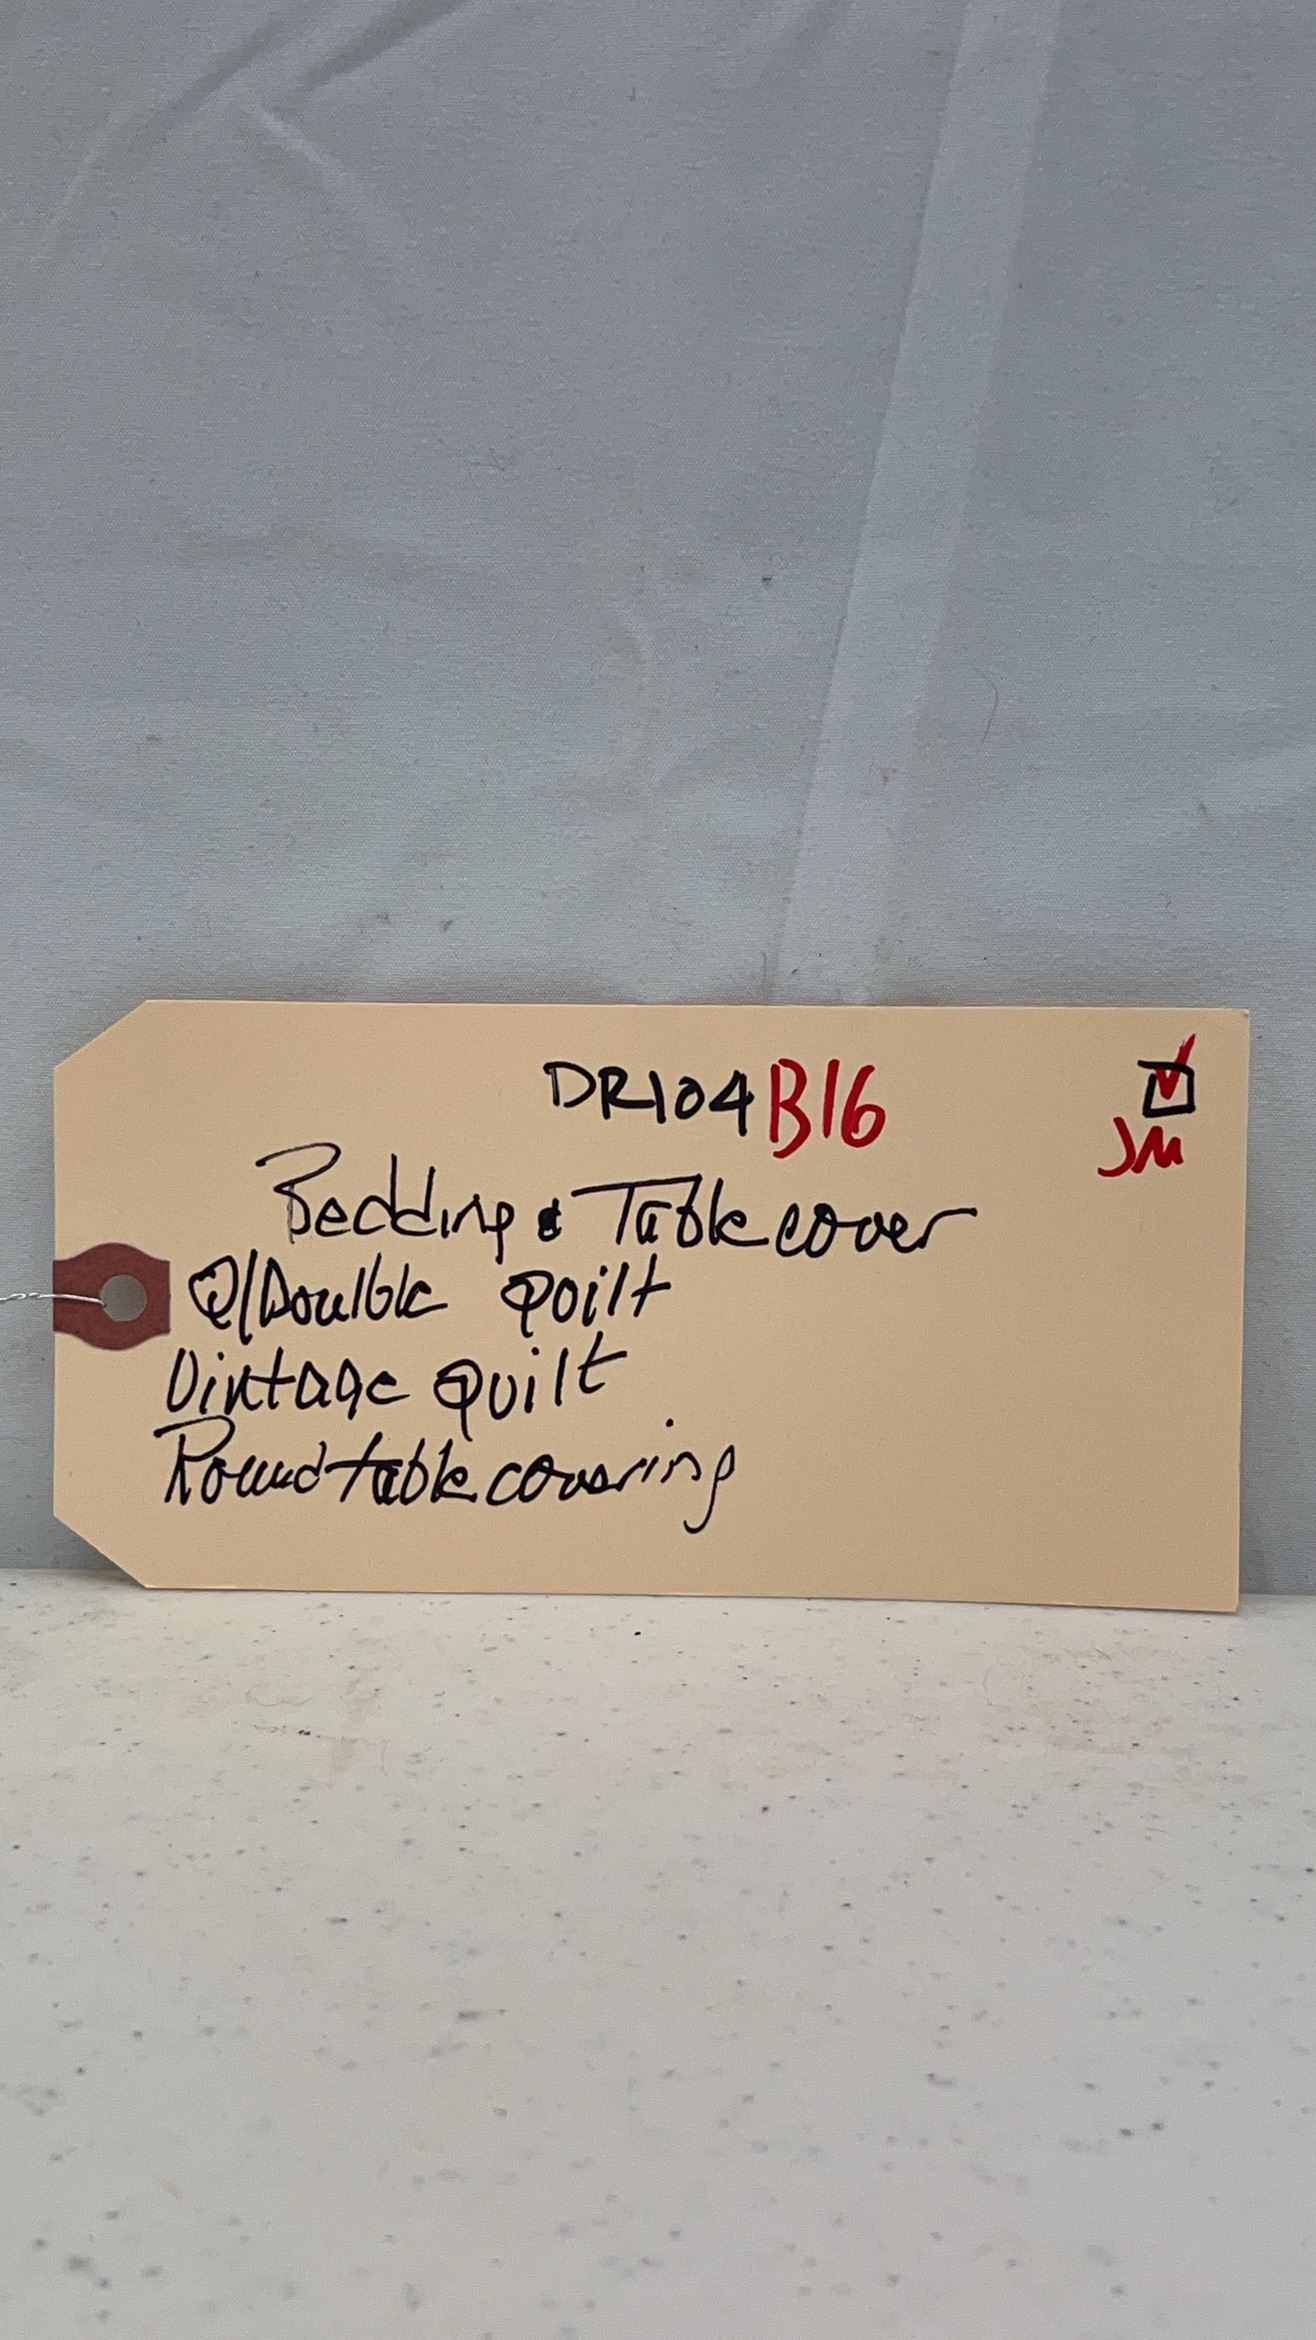 DR104 B16
JM
Bedding & Table cover
Q/Double Quilt
Vintage Quilt
Round table covering